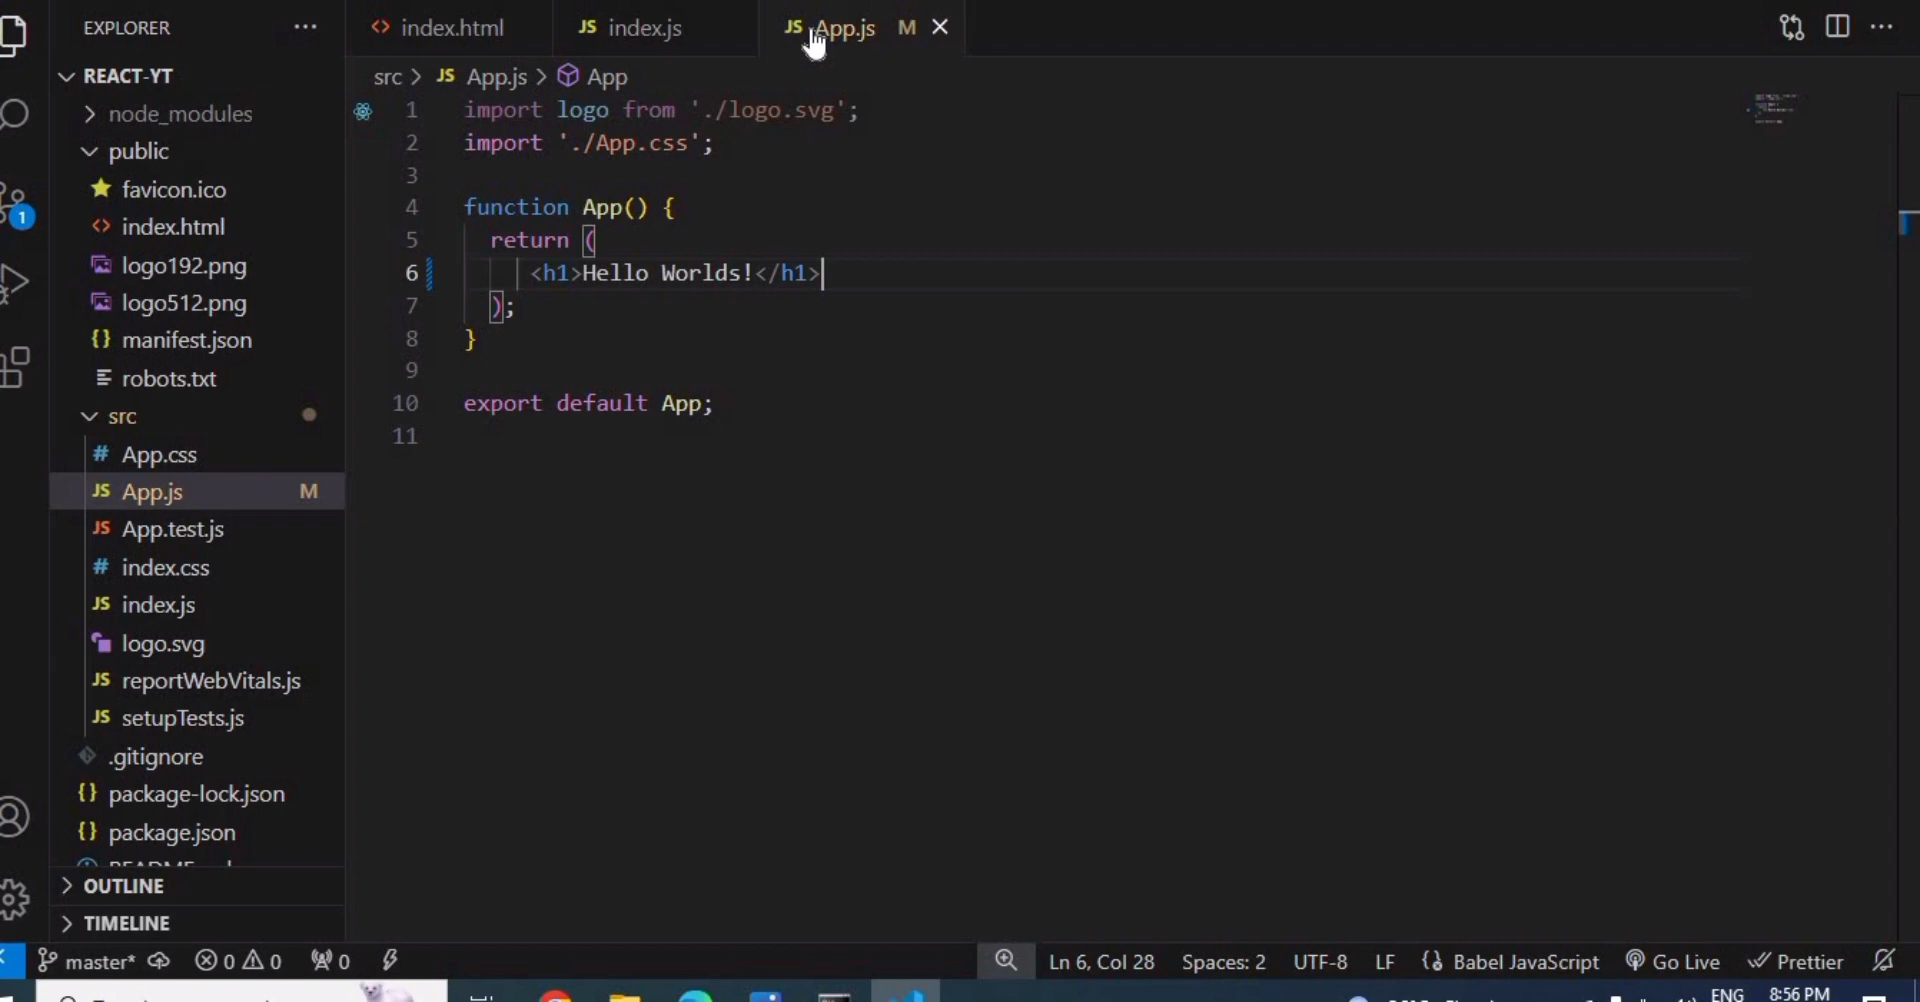 EXPLORER
REACT-YT
node_modules
public
favicon.ico
index.html
logo192.png
logo512.png
manifest.json
robots.txt
src
App.css
App.js M
App.test.js
index.css
index.js
logo.svg
reportWebVitals.js
setupTests.js
.gitignore
package-lock.json
package.json
OUTLINE
TIMELINE
1
<> index.html
JS index.js
JS App.js M
src > JS App.js > App
1 import logo from './logo.svg';
2 import './App.css';
3
4 function App() {
5 return (
6 <h1>Hello Worlds!</h1>
7 );
8 }
9
10 export default App;
11
master* 0 0 0
Ln 6, Col 28 Spaces: 2 UTF-8 LF Babel JavaScript Go Live Prettier
ENG 8:56 PM